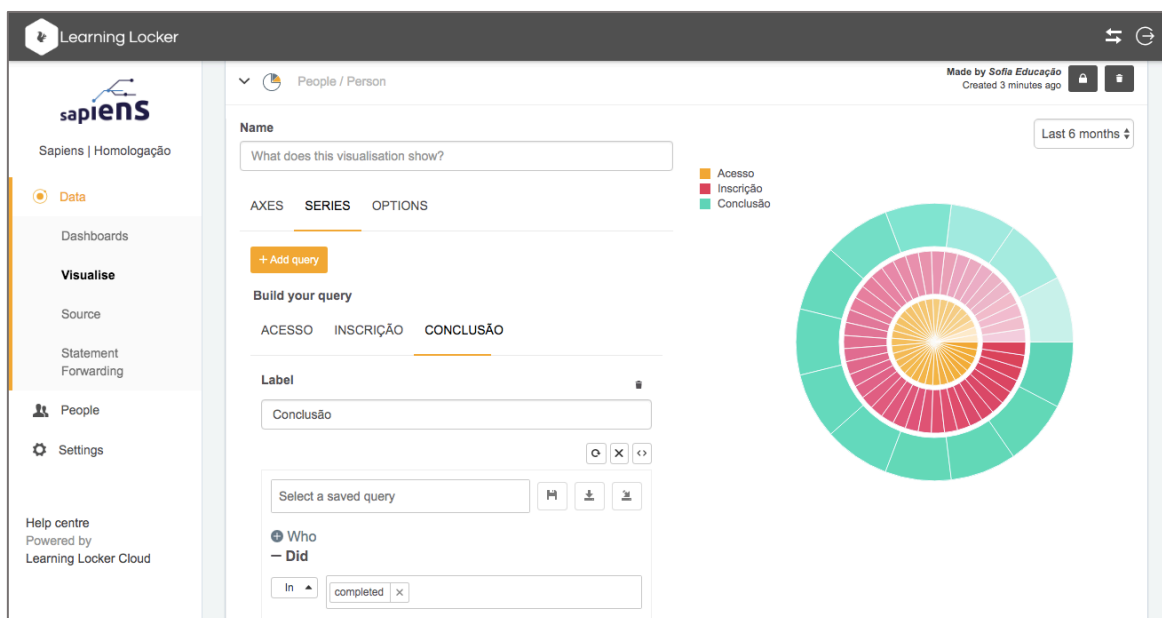 Learning Locker
sapiens
Sapiens | Homologação
Data
Dashboards
Visualise
Source
Statement
Forwarding
People
Settings
Help centre
Powered by
Learning Locker Cloud
People / Person
Made by Sofia Educação
Created 3 minutes ago
Name
What does this visualisation show?
Last 6 months
AXES SERIES OPTIONS
+ Add query
Build your query
ACESSO INSCRIÇÃO CONCLUSÃO
Label
Conclusão
Select a saved query
Who
Did
In
completed
Acesso
Inscrição
Conclusão